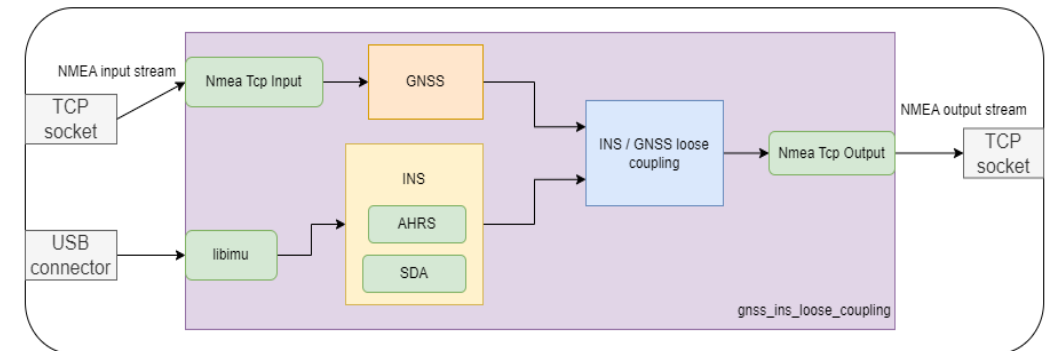 NMEA input stream
TCP
socket
Nmea Tcp Input
GNSS
INS / GNSS loose
coupling
Nmea Tcp Output
NMEA output stream
TCP
socket
INS
AHRS
SDA
USB
connector
libimu
gnss_ins_loose_coupling